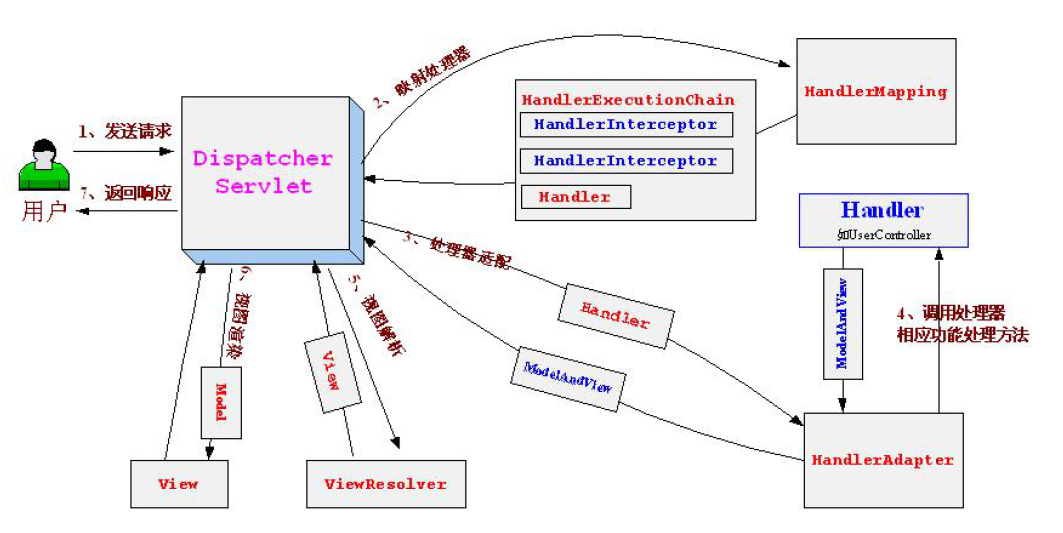 1、发送请求
7、返回响应
用户
Dispatcher
Servlet
2、映射处理器
HandlerExecutionChain
HandlerInterceptor
HandlerInterceptor
Handler
HandlerMapping
Handler
如UserController
3、处理器适配
Handler
ModelAndView
ModelAndView
4、调用处理器
相应功能处理方法
HandlerAdapter
5、视图解析
View
ViewResolver
6、视图渲染
Model
View